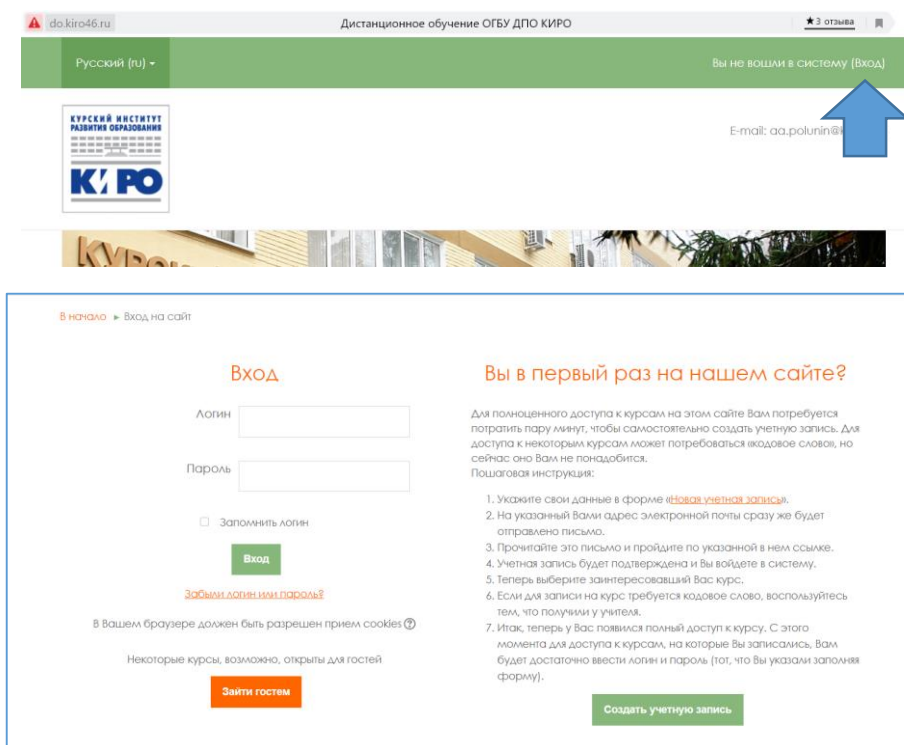 do.kiro46.ru
Дистанционное обучение ОГБУ ДПО КИРО
★3 отзыва
Русский (ru)
Вы не вошли в систему (Вход)
КУРСКИЙ ИНСТИТУТ
РАЗВИТИЯ ОБРАЗОВАНИЯ
КИРО
E-mail: aa.polunin@
В начало ▸ Вход на сайт
Вход
Логин
Пароль
Запомнить логин
Вход
Забыли логин или пароль?
В Вашем браузере должен быть разрешен прием cookies
Некоторые курсы, возможно, открыты для гостей
Зайти гостем
Вы в первый раз на нашем сайте?
Для полноценного доступа к курсам на этом сайте Вам потребуется
потратить пару минут, чтобы самостоятельно создать учетную запись. Для
доступа к некоторым курсам может потребоваться «кодовое слово», но
сейчас оно Вам не понадобится.
Пошаговая инструкция:
1. Укажите свои данные в форме «Новая учетная запись».
2. На указанный Вами адрес электронной почты сразу же будет
отправлено письмо.
3. Прочитайте это письмо и пройдите по указанной в нем ссылке.
4. Учетная запись будет подтверждена и Вы войдете в систему.
5. Теперь выберите заинтересовавший Вас курс.
6. Если для записи на курс требуется кодовое слово, воспользуйтесь
тем, что получили у учителя.
7. Итак, теперь у Вас появился полный доступ к курсу. С этого
момента для доступа к курсам, на которые Вы записались, Вам
будет достаточно ввести логин и пароль (тот, что Вы указали заполняя
форму).
Создать учетную запись